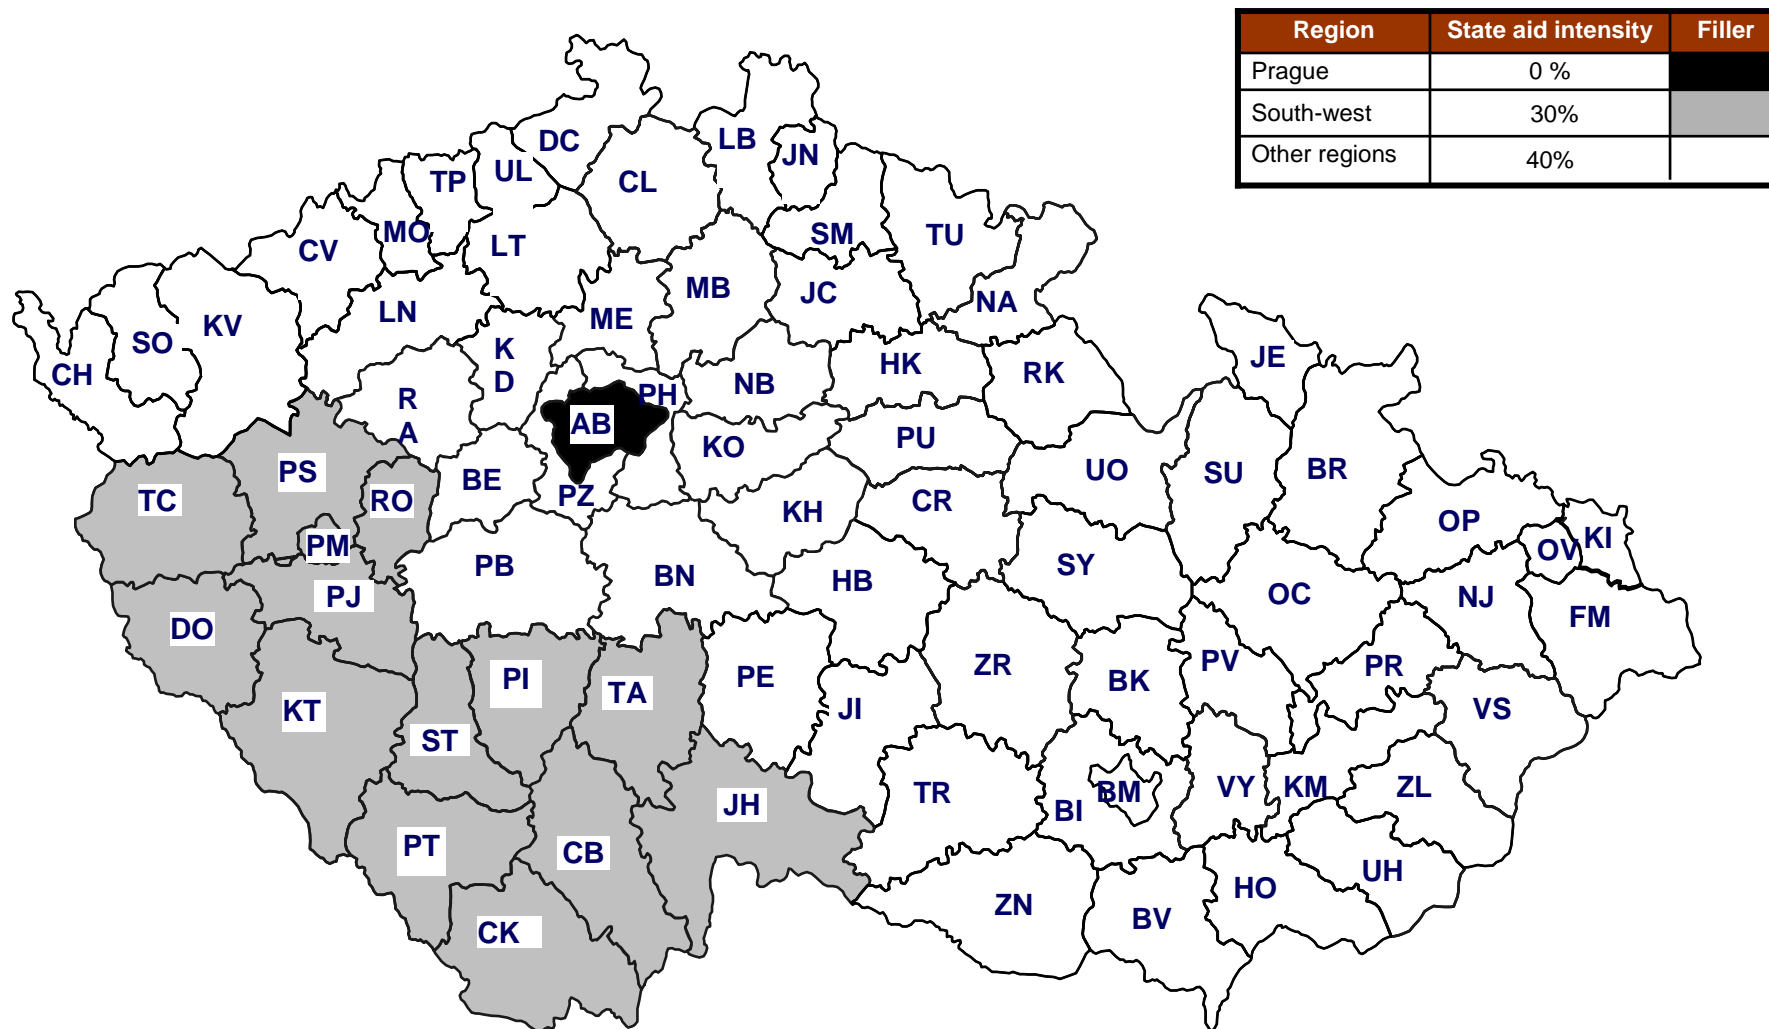 Region State aid intensity Filler
Prague 0 %
South-west 30%
Other regions 40%
DC
LB
JN
UL
TP
CL
MO
SM
TU
CV
LT
MB
JC
NA
LN
ME
KV
SO
K
D
HK
JE
CH
NB
RK
PH
R
A
AB
KO
PU
PS
BE
UO
SU
BR
TC
RO
PZ
KH
CR
OP
PM
OV
KI
PB
BN
HB
SY
PJ
OC
NJ
DO
FM
PI
TA
PE
ZR
BK
PV
PR
KT
JI
VS
ST
JH
TR
BI
BM
VY
KM
ZL
PT
CB
UH
HO
CK
ZN
BV